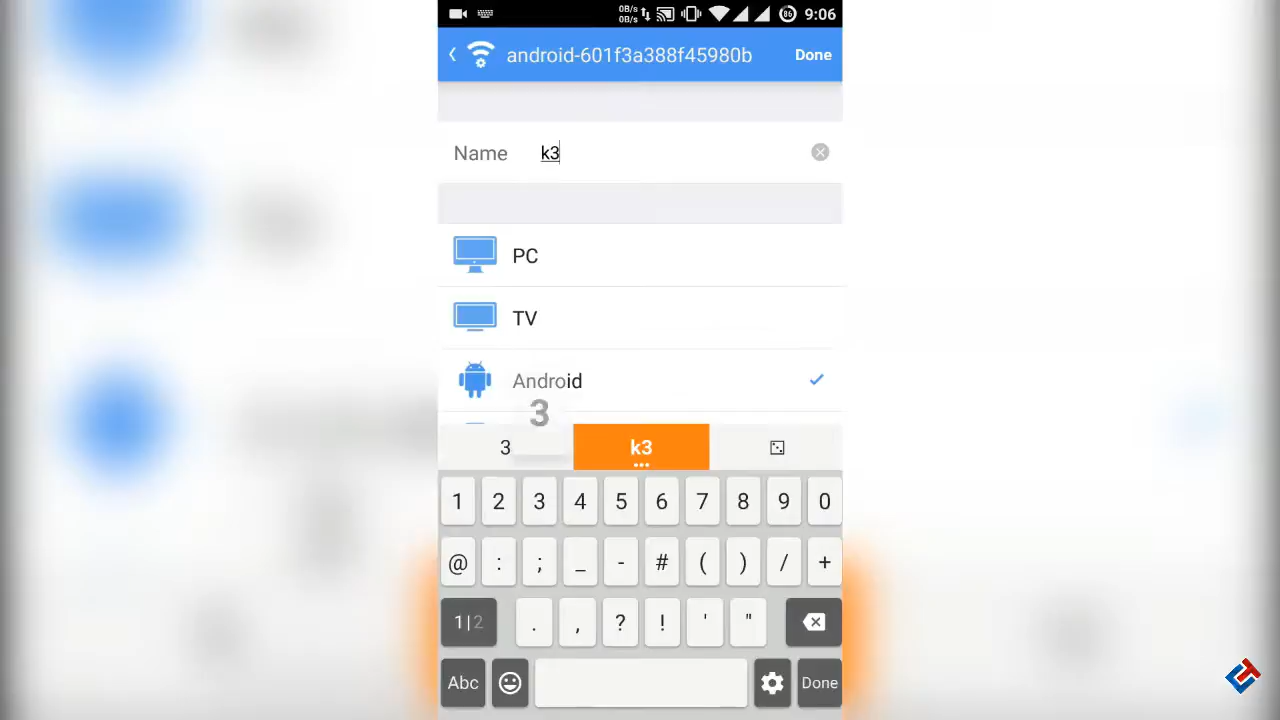 0B/s
0B/s
86
9:06
android-601f3a388f45980b
Done
Name
k3
PC
TV
Android
3
3
k3
1 2 3 4 5 6 7 8 9 0
@ : ; _ - # ( ) / +
1|2 . , ? ! ' "
Abc
Done